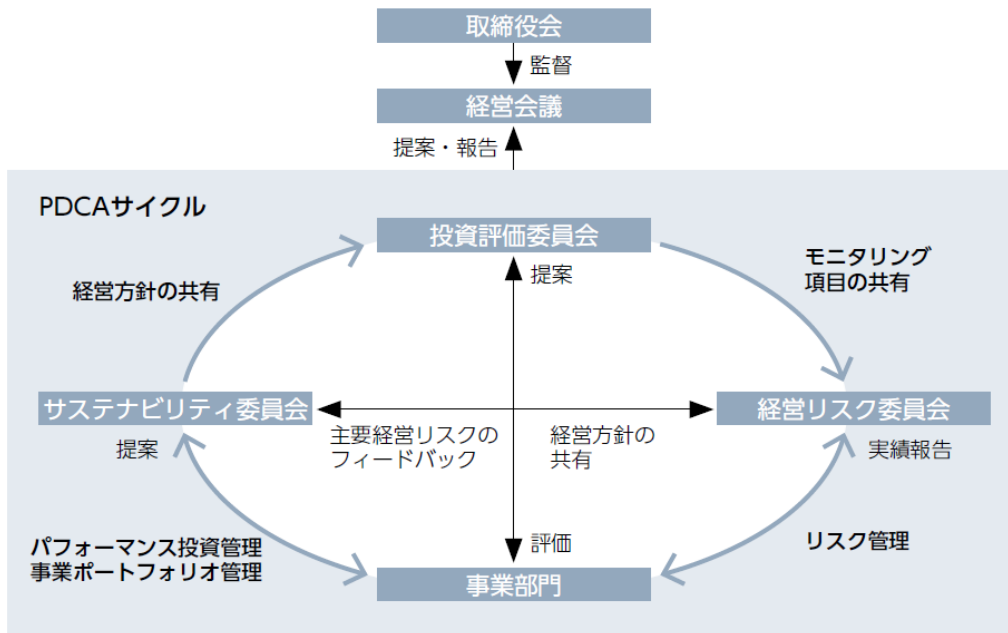 取締役会
監督
経営会議
提案・報告
PDCAサイクル
投資評価委員会
経営方針の共有
提案
モニタリング
項目の共有
サステナビリティ委員会
経営リスク委員会
提案
主要経営リスクの
フィードバック
経営方針の
共有
実績報告
パフォーマンス投資管理
事業ポートフォリオ管理
評価
リスク管理
事業部門